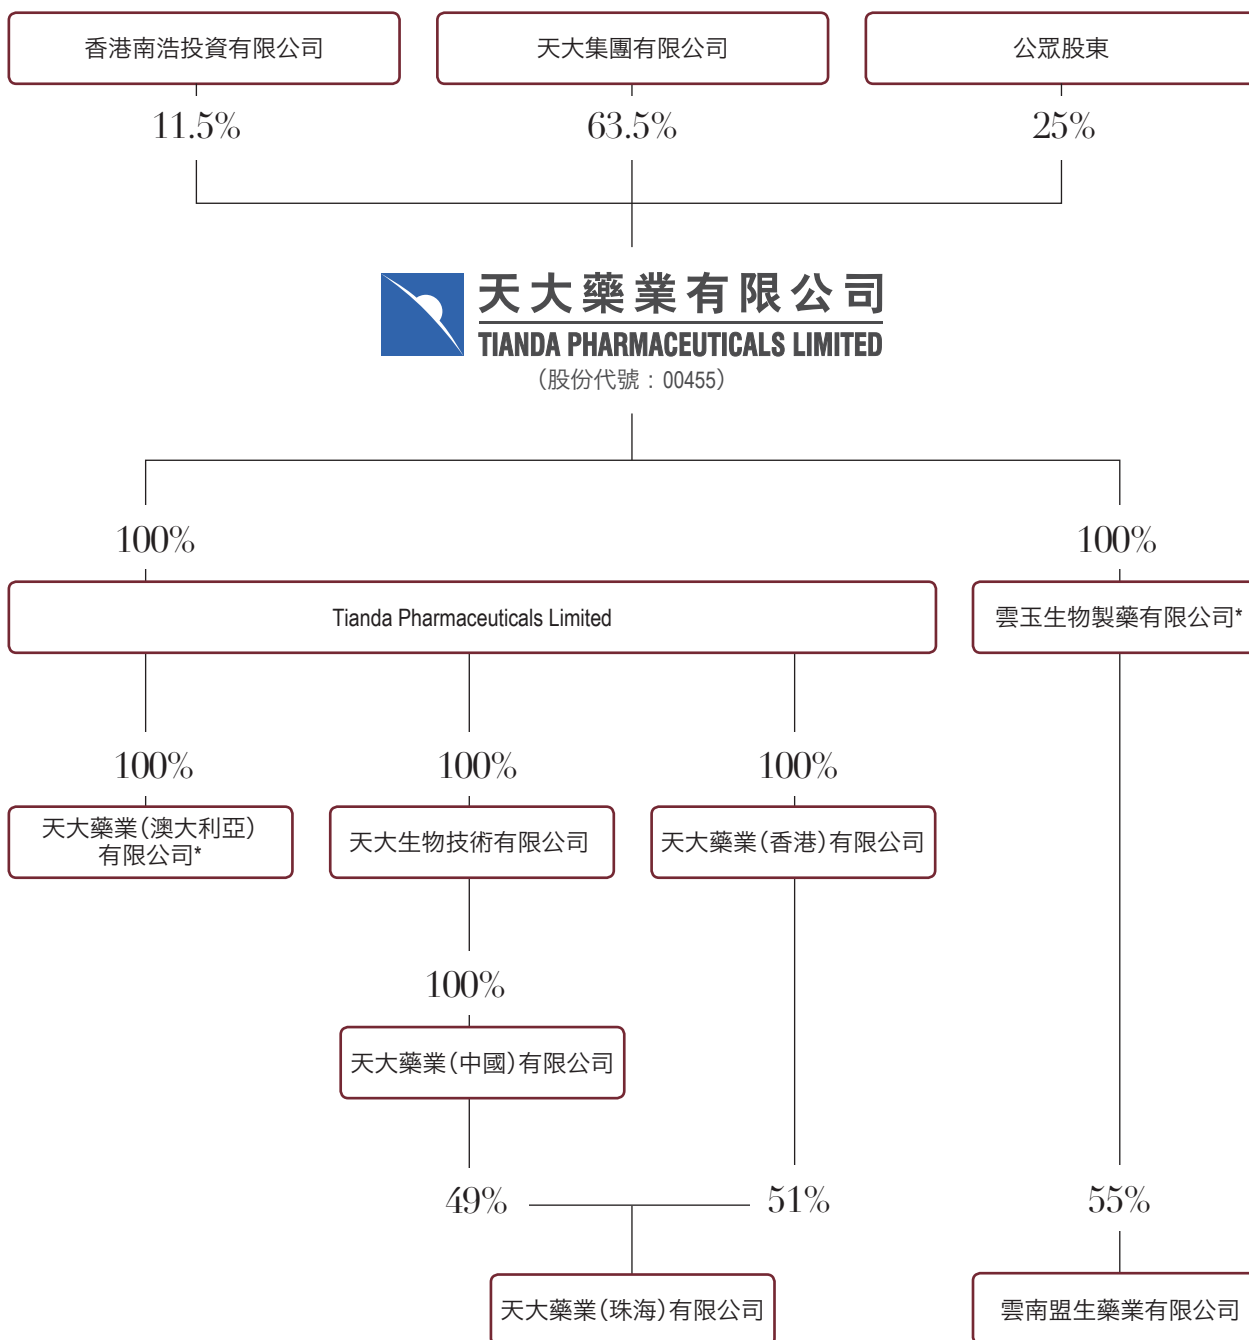 香港南浩投資有限公司
天大集團有限公司
公眾股東
11.5%
63.5%
25%
天大藥業有限公司
TIANDA PHARMACEUTICALS LIMITED
（股份代號：00455）
100%
100%
Tianda Pharmaceuticals Limited
雲玉生物製藥有限公司*
100%
100%
100%
天大藥業（澳大利亞）
有限公司*
天大生物技術有限公司
天大藥業（香港）有限公司
100%
天大藥業（中國）有限公司
49%
51%
55%
天大藥業（珠海）有限公司
雲南盟生藥業有限公司